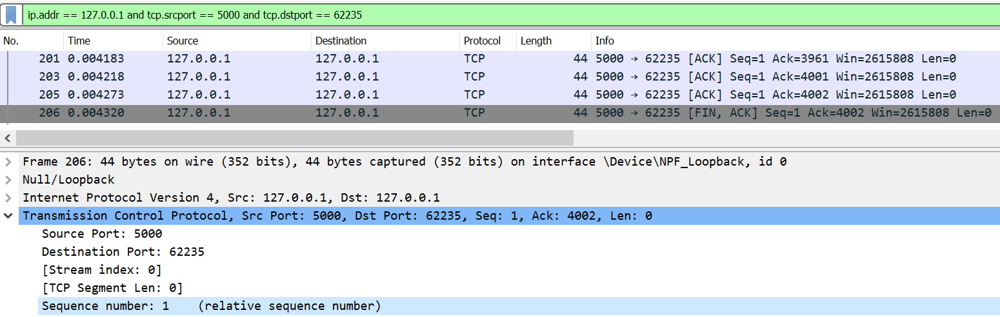 ip.addr == 127.0.0.1 and tcp.srcport == 5000 and tcp.dstport == 62235
No. Time Source Destination Protocol Length Info
201 0.004183 127.0.0.1 127.0.0.1 TCP 44 5000 → 62235 [ACK] Seq=1 Ack=3961 Win=2615808 Len=0
203 0.004218 127.0.0.1 127.0.0.1 TCP 44 5000 → 62235 [ACK] Seq=1 Ack=4001 Win=2615808 Len=0
205 0.004273 127.0.0.1 127.0.0.1 TCP 44 5000 → 62235 [ACK] Seq=1 Ack=4002 Win=2615808 Len=0
206 0.004320 127.0.0.1 127.0.0.1 TCP 44 5000 → 62235 [FIN, ACK] Seq=1 Ack=4002 Win=2615808 Len=0
Frame 206: 44 bytes on wire (352 bits), 44 bytes captured (352 bits) on interface \Device\NPF_Loopback, id 0
Null/Loopback
Internet Protocol Version 4, Src: 127.0.0.1, Dst: 127.0.0.1
Transmission Control Protocol, Src Port: 5000, Dst Port: 62235, Seq: 1, Ack: 4002, Len: 0
Source Port: 5000
Destination Port: 62235
[Stream index: 0]
[TCP Segment Len: 0]
Sequence number: 1 (relative sequence number)